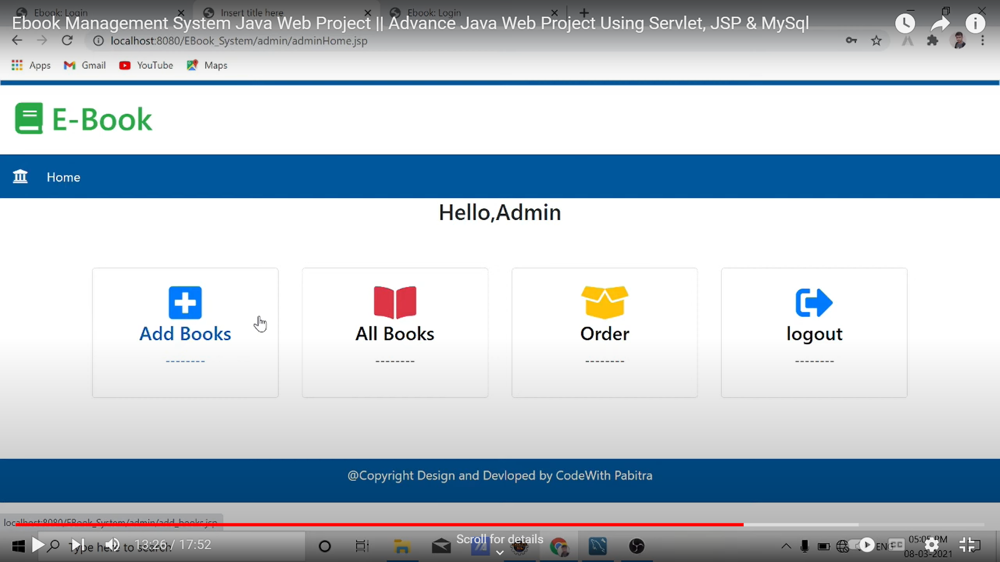 Ebook: Login
Insert title here
Ebook: Login
Ebook Management System Java Web Project || Advance Java Web Project Using Servlet, JSP & MySql
localhost:8080/EBook_System/admin/adminHome.jsp
Apps
Gmail
YouTube
Maps
E-Book
Home
Hello,Admin
Add Books
--------
All Books
--------
Order
--------
logout
--------
@Copyright Design and Devloped by CodeWith Pabitra
localhost:8080/EBook_System/admin/add_books.jsp
Type here to search
13:26 / 17:52
Scroll for details
ENG
CC
05:05 PM
08-03-2021